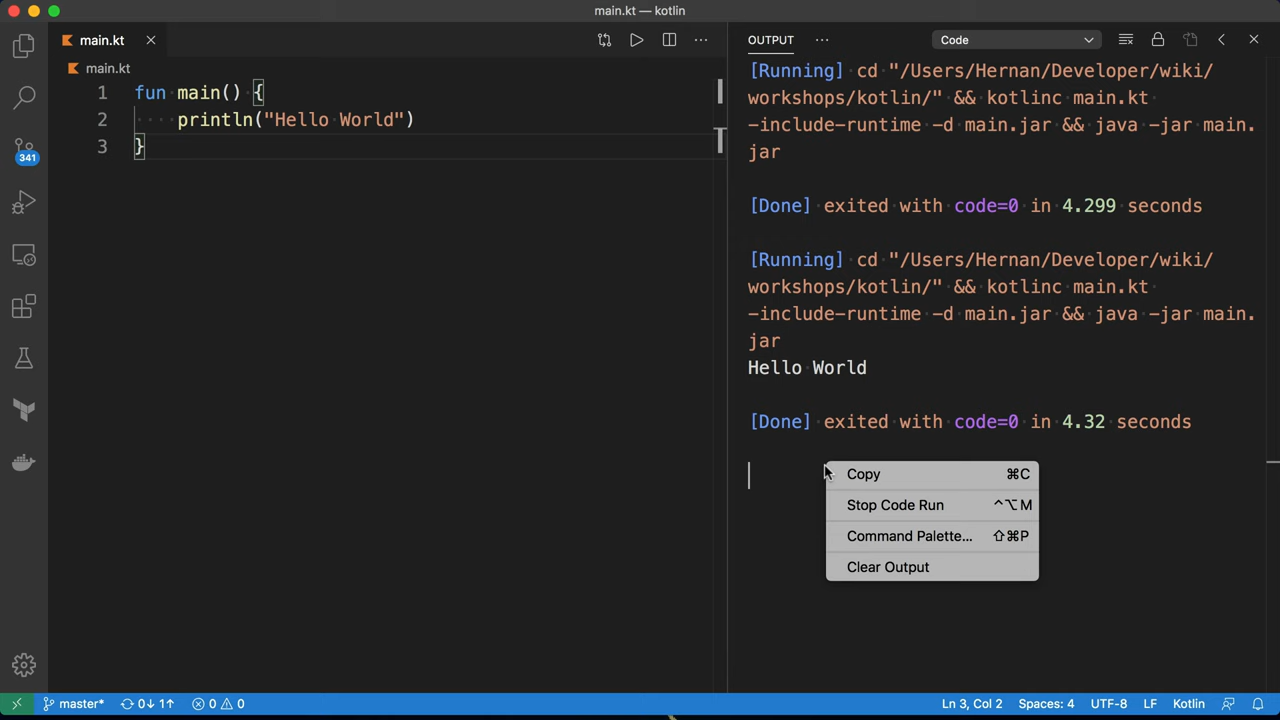 main.kt — kotlin
main.kt
OUTPUT
Code
main.kt
1 fun main() {
2 ····println("Hello·World")
3 }
[Running] cd "/Users/Hernan/Developer/wiki/
workshops/kotlin/" && kotlinc main.kt
-include-runtime -d main.jar && java -jar main.
jar
[Done] exited with code=0 in 4.299 seconds
[Running] cd "/Users/Hernan/Developer/wiki/
workshops/kotlin/" && kotlinc main.kt
-include-runtime -d main.jar && java -jar main.
jar
Hello World
[Done] exited with code=0 in 4.32 seconds
Copy ⌘C
Stop Code Run ^⌥M
Command Palette... ⇧⌘P
Clear Output
341
master* 0↓ 1↑ 0 0 Ln 3, Col 2 Spaces: 4 UTF-8 LF Kotlin